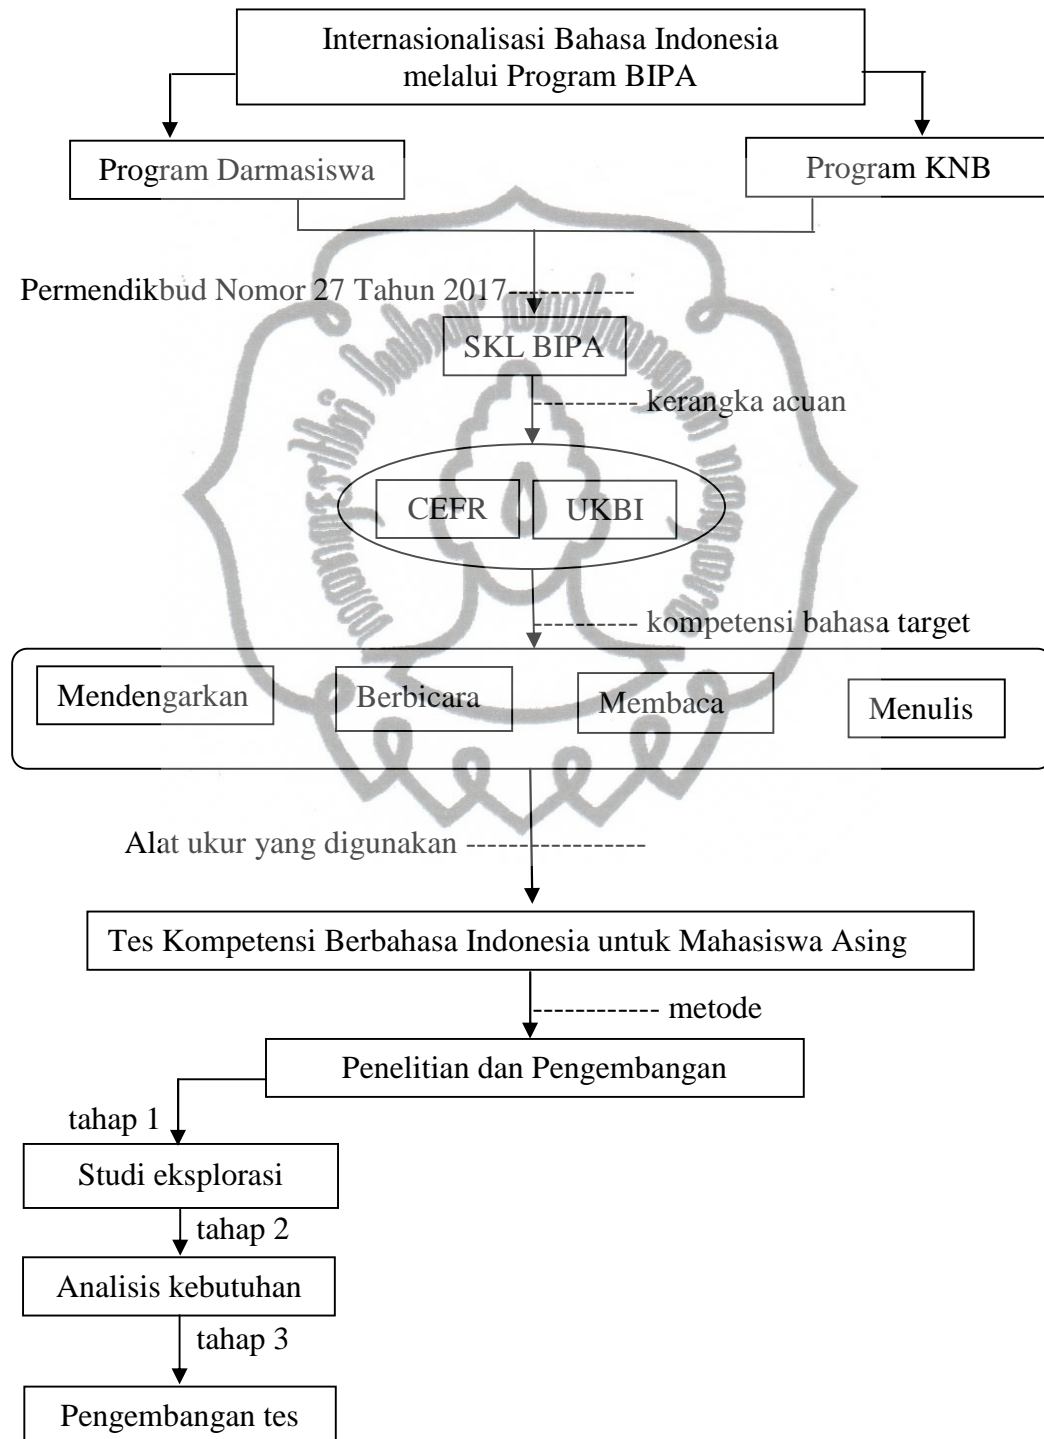 Internasionalisasi Bahasa Indonesia
melalui Program BIPA
Program Darmasiswa
Program KNB
Permendikbud Nomor 27 Tahun 2017
SKL BIPA
kerangka acuan
CEFR
UKBI
kompetensi bahasa target
Mendengarkan
Berbicara
Membaca
Menulis
Alat ukur yang digunakan
Tes Kompetensi Berbahasa Indonesia untuk Mahasiswa Asing
metode
Penelitian dan Pengembangan
tahap 1
Studi eksplorasi
tahap 2
Analisis kebutuhan
tahap 3
Pengembangan tes